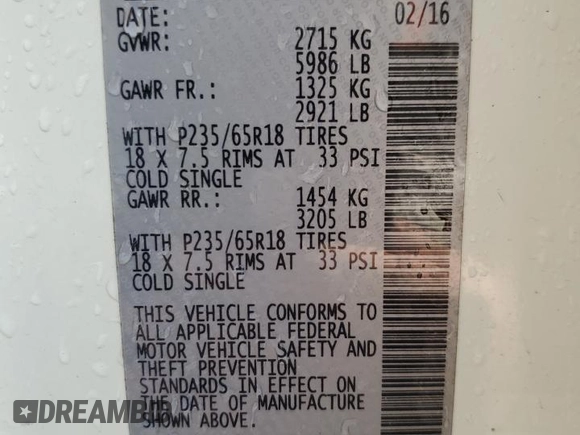 DATE: 02/16
GVWR: 2715 KG
5986 LB
GAWR FR.: 1325 KG
2921 LB
WITH P235/65R18 TIRES
18 X 7.5 RIMS AT 33 PSI
COLD SINGLE
GAWR RR.: 1454 KG
3205 LB
WITH P235/65R18 TIRES
18 X 7.5 RIMS AT 33 PSI
COLD SINGLE
THIS VEHICLE CONFORMS TO
ALL APPLICABLE FEDERAL
MOTOR VEHICLE SAFETY AND
THEFT PREVENTION
STANDARDS IN EFFECT ON
THE DATE OF MANUFACTURE
SHOWN ABOVE.
DREAMBID